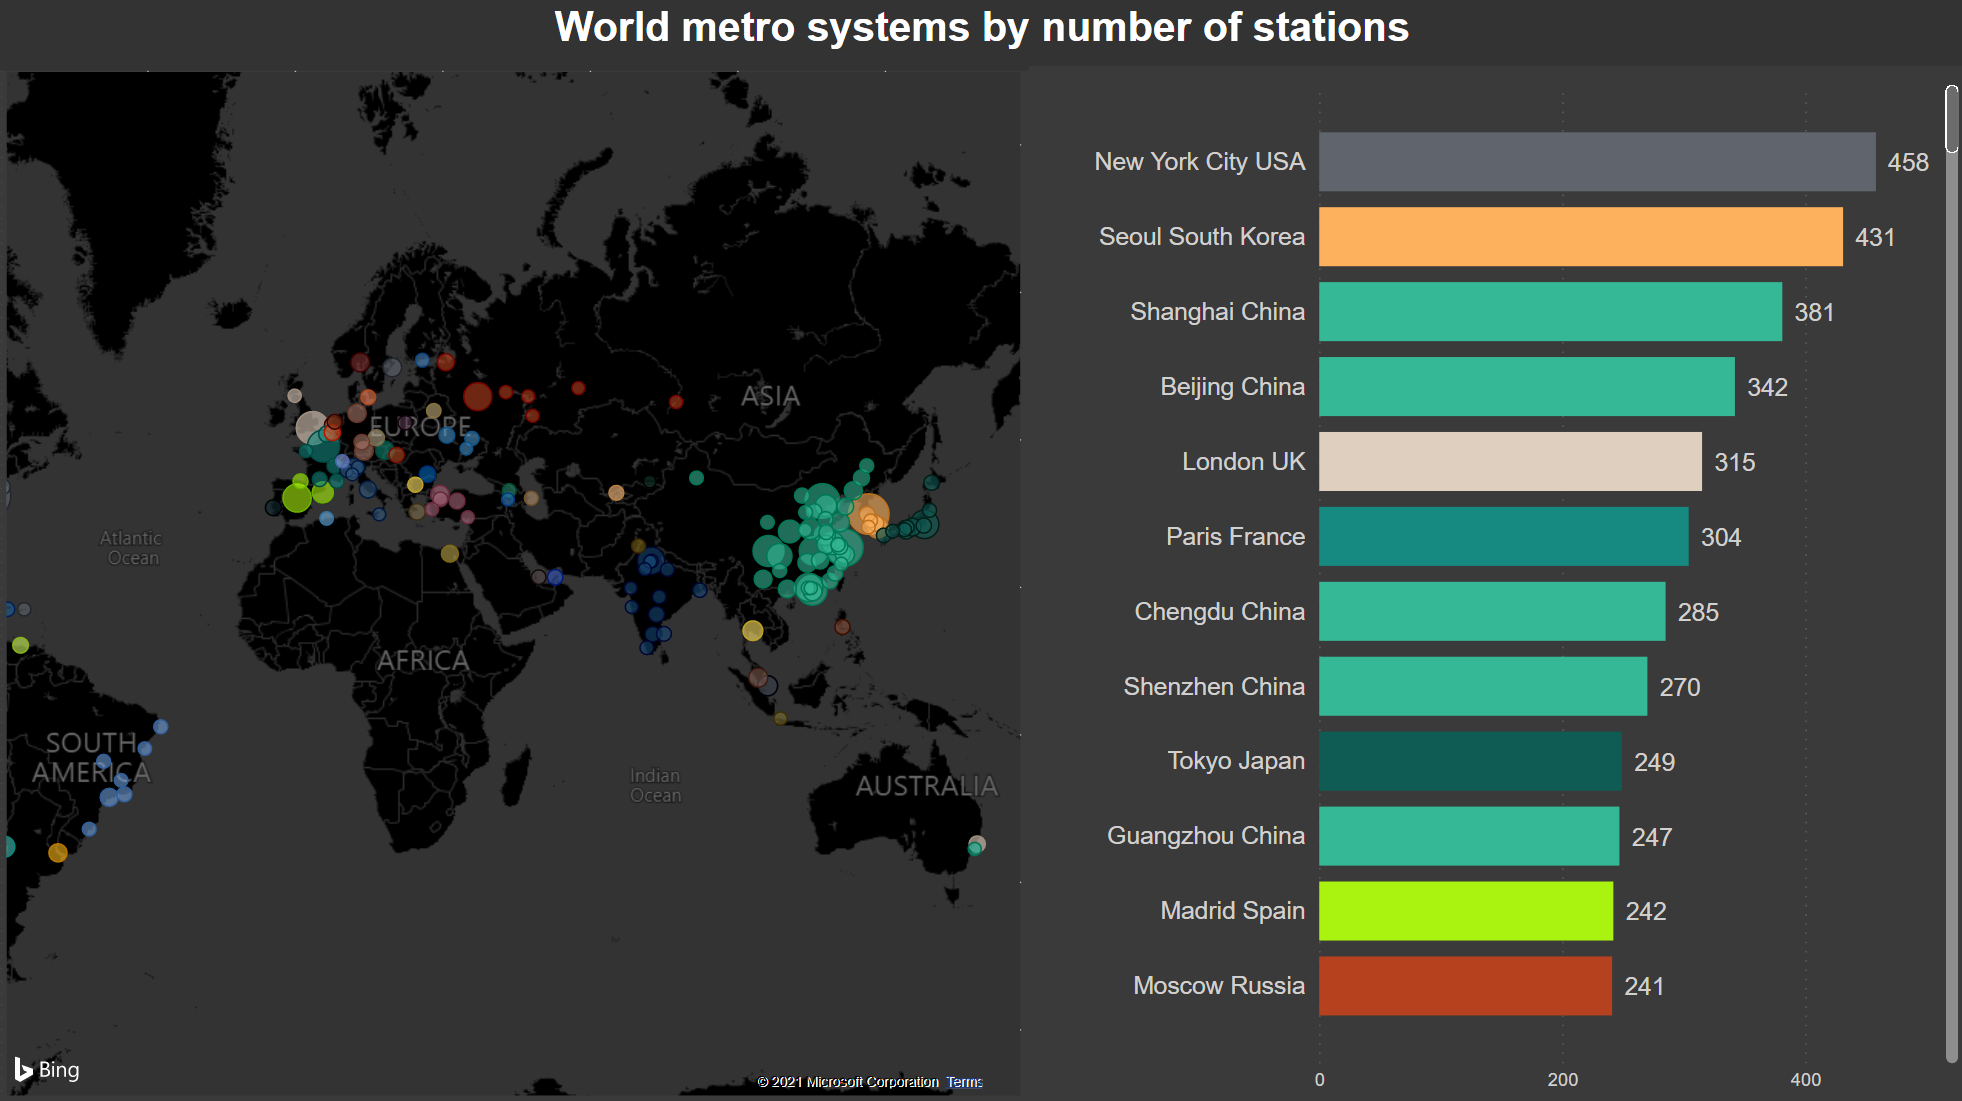 World metro systems by number of stations
ASIA
EUROPE
Atlantic
Ocean
AFRICA
SOUTH
AMERICA
Indian
Ocean
AUSTRALIA
Bing
© 2021 Microsoft Corporation Terms
New York City USA 458
Seoul South Korea 431
Shanghai China 381
Beijing China 342
London UK 315
Paris France 304
Chengdu China 285
Shenzhen China 270
Tokyo Japan 249
Guangzhou China 247
Madrid Spain 242
Moscow Russia 241
0 200 400